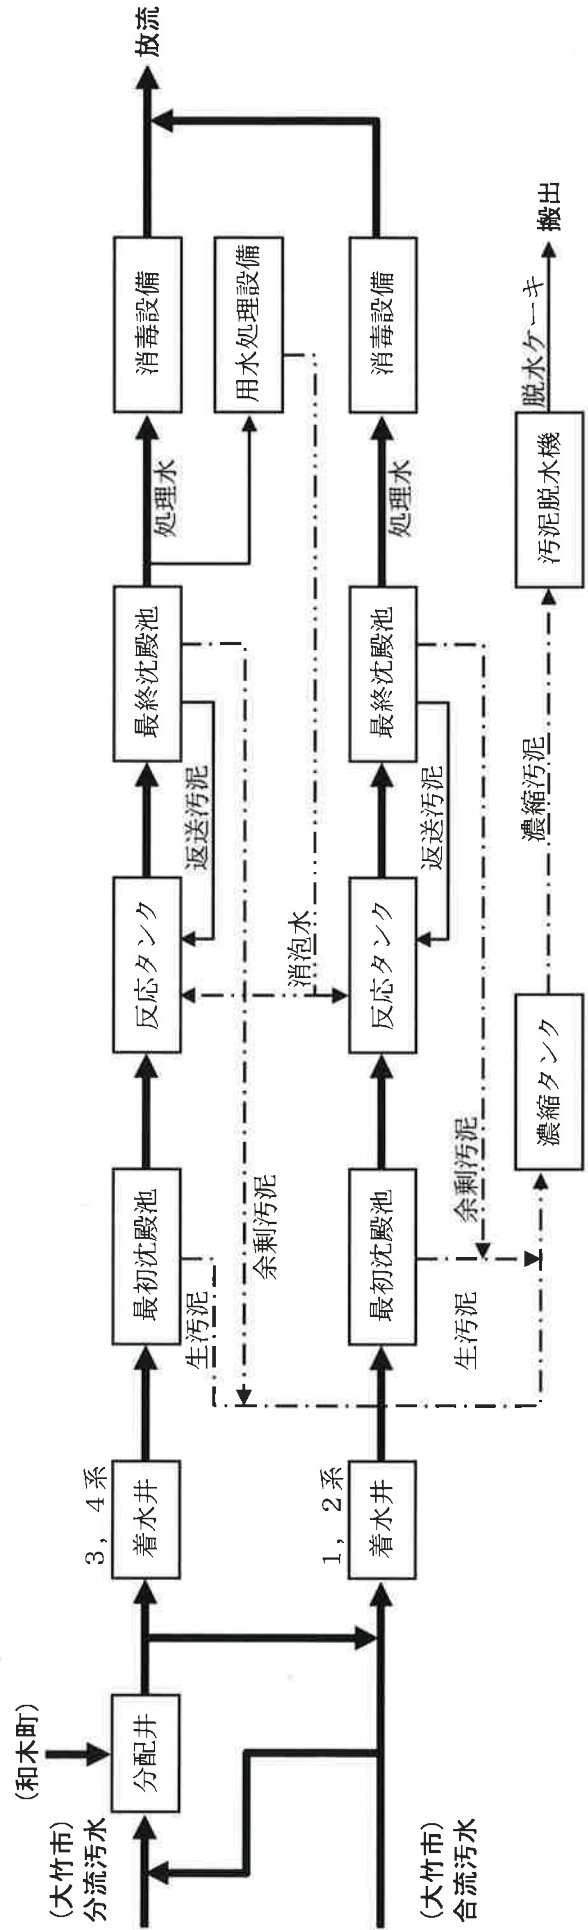 (和木町)
(大竹市)
分流汚水
分配井
3，4系
着水井
最初沈殿池
生汚泥
余剰汚泥
反応タンク
消泡水
返送汚泥
最終沈殿池
処理水
消毒設備
用水処理設備
放流
(大竹市)
合流汚水
1，2系
着水井
最初沈殿池
生汚泥
余剰汚泥
反応タンク
返送汚泥
最終沈殿池
処理水
消毒設備
濃縮タンク
濃縮汚泥
汚泥脱水機
脱水ケーキ
搬出